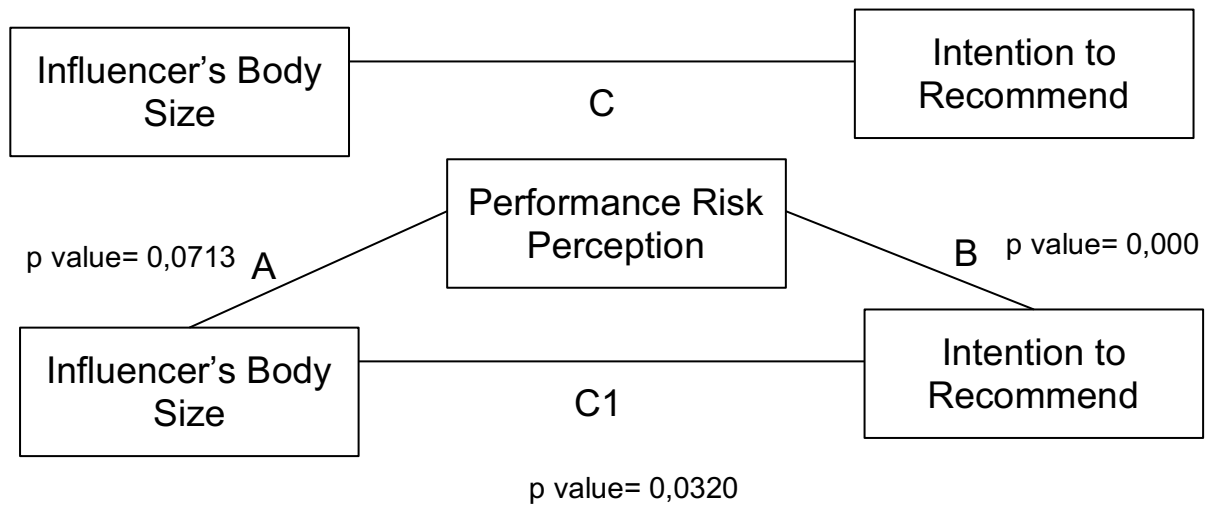 Influencer’s Body
Size
C
Intention to
Recommend
Performance Risk
Perception
p value= 0,0713
A
B
p value= 0,000
Influencer’s Body
Size
C1
Intention to
Recommend
p value= 0,0320